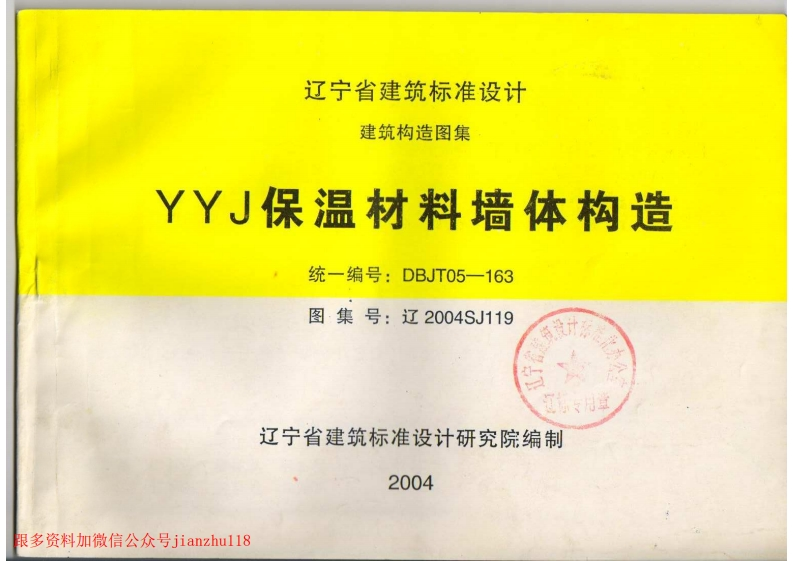 辽宁省建筑标准设计
建筑构造图集
YYJ保温材料墙体构造
统一编号：DBJT05—163
图 集 号：辽 2004SJ119
辽宁省建筑标准设计研究院编制
2004
跟多资料加微信公众号jianzhu118